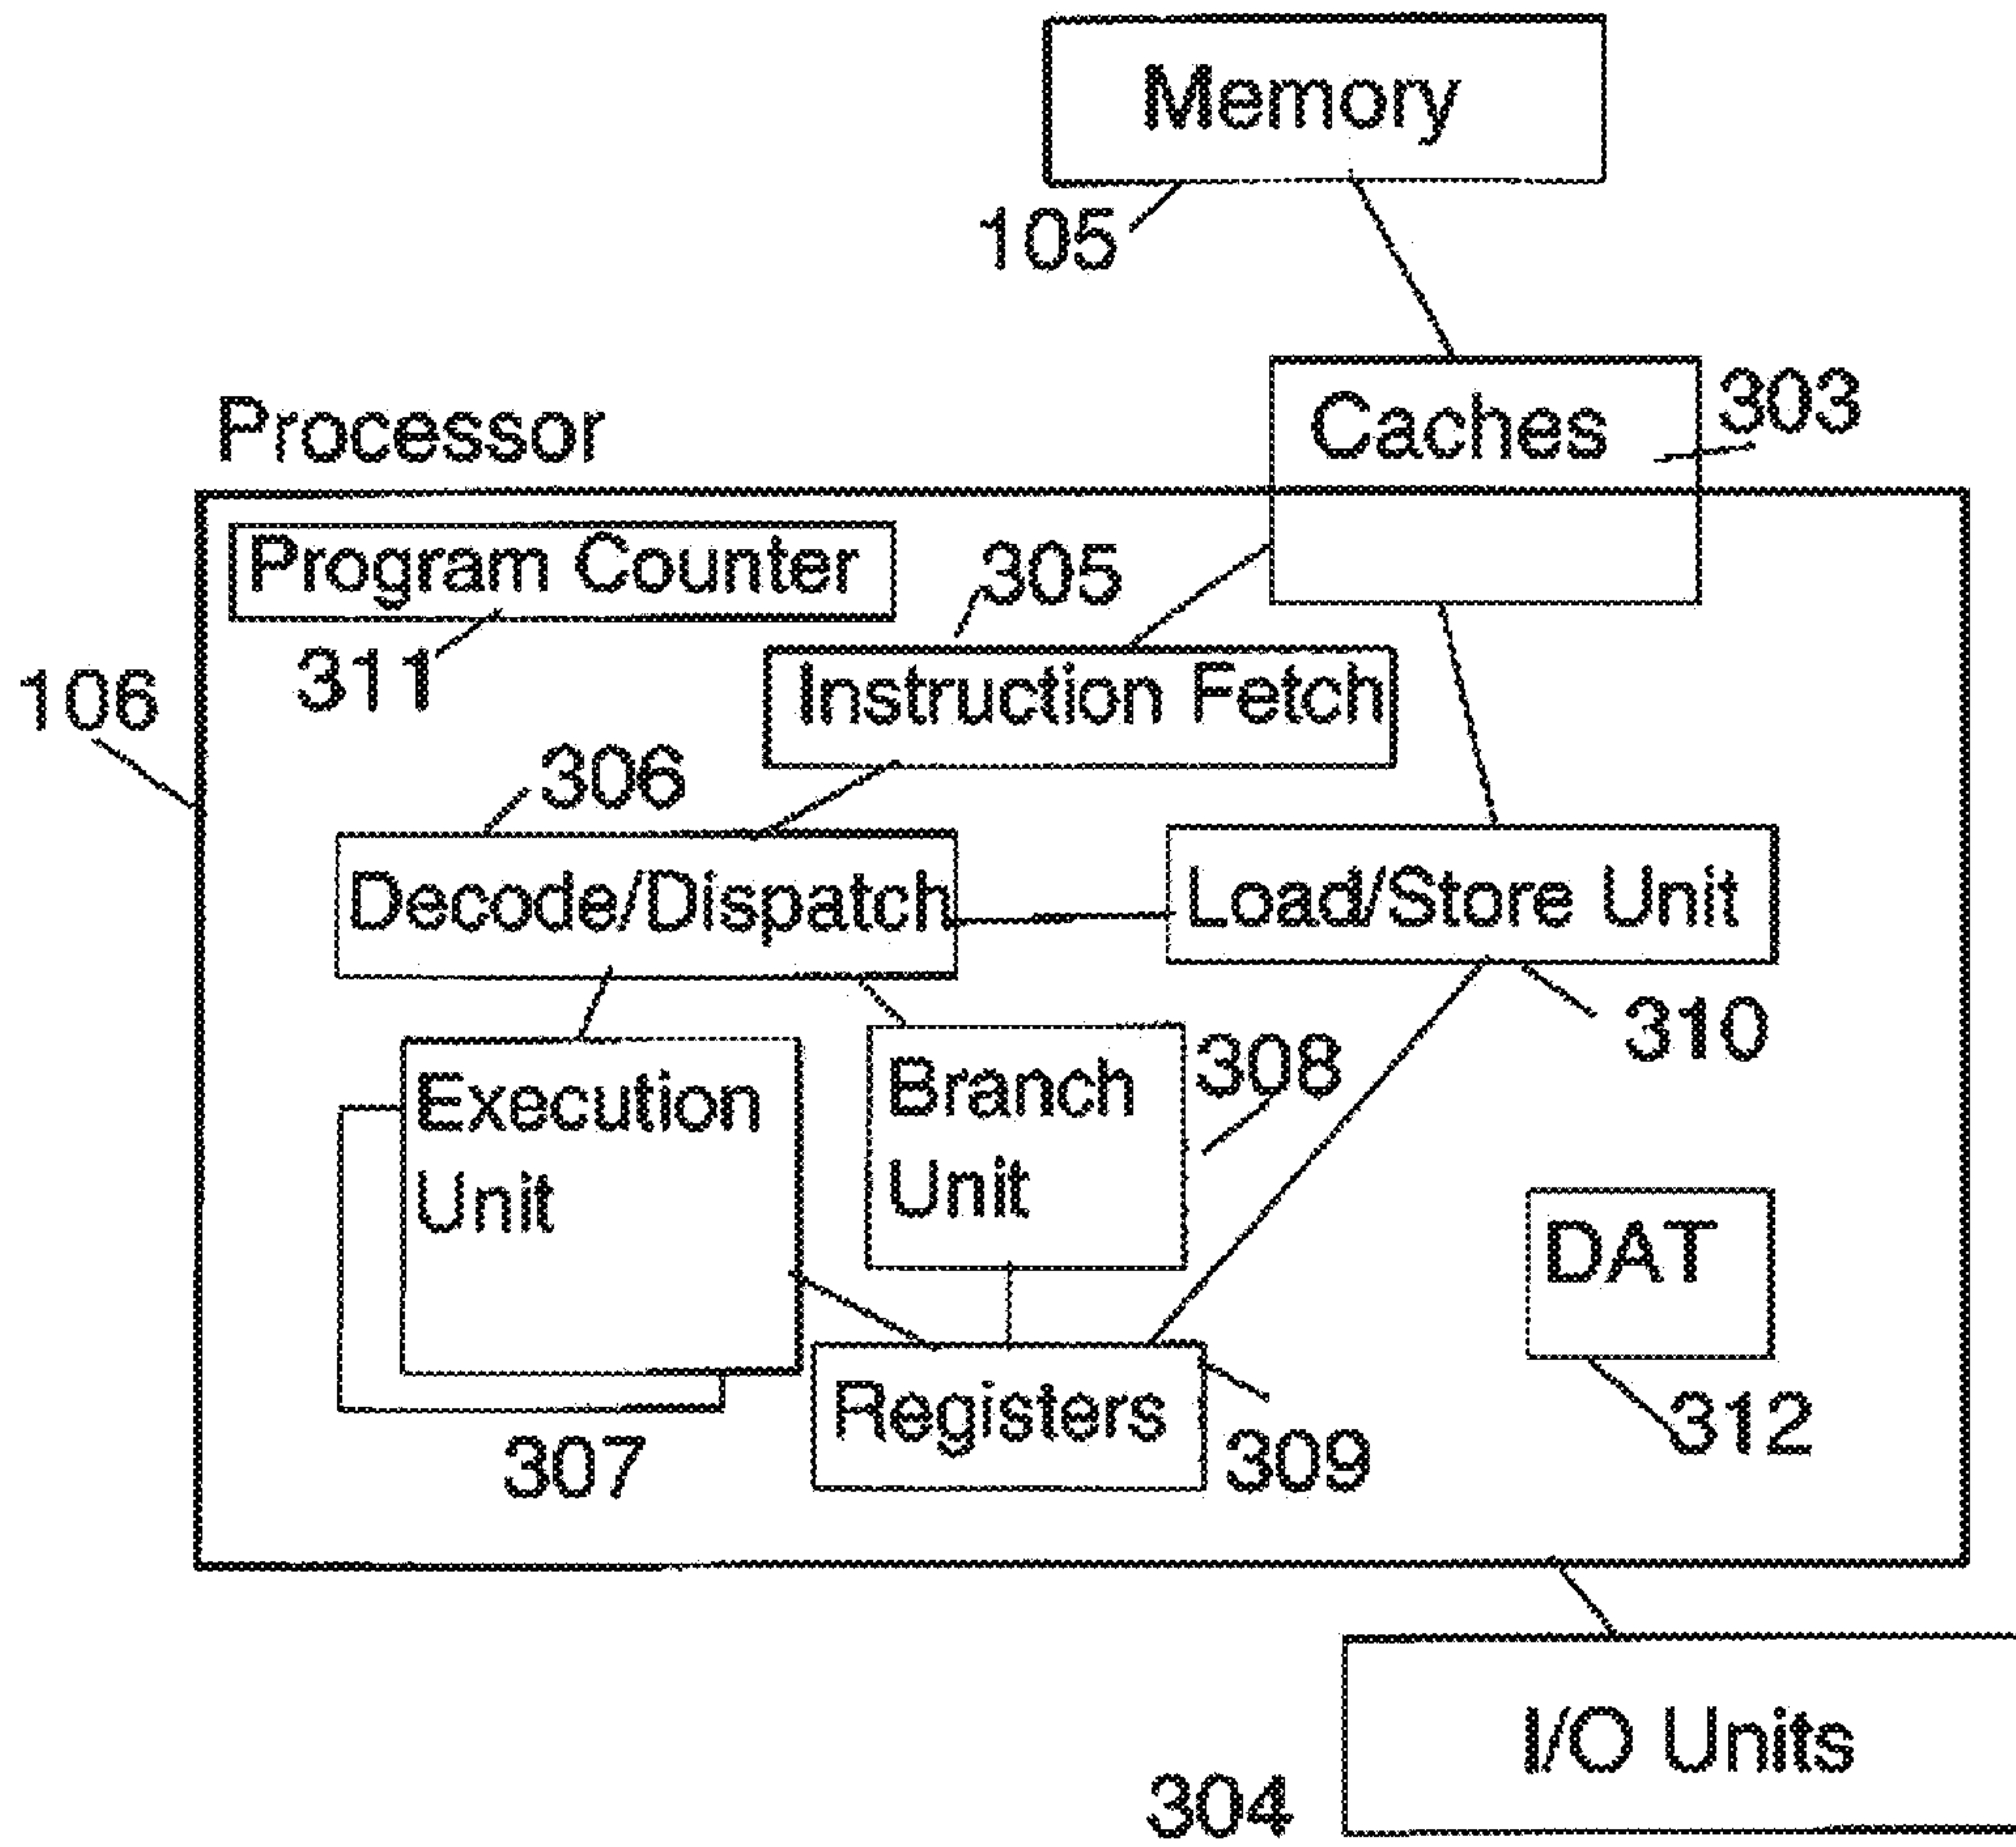 Memory
105
Caches
303
Processor
Program Counter
305
311
Instruction Fetch
106
306
Decode/Dispatch
Load/Store Unit
310
Execution
Unit
Branch
Unit
308
DAT
Registers
312
307
309
I/O Units
304